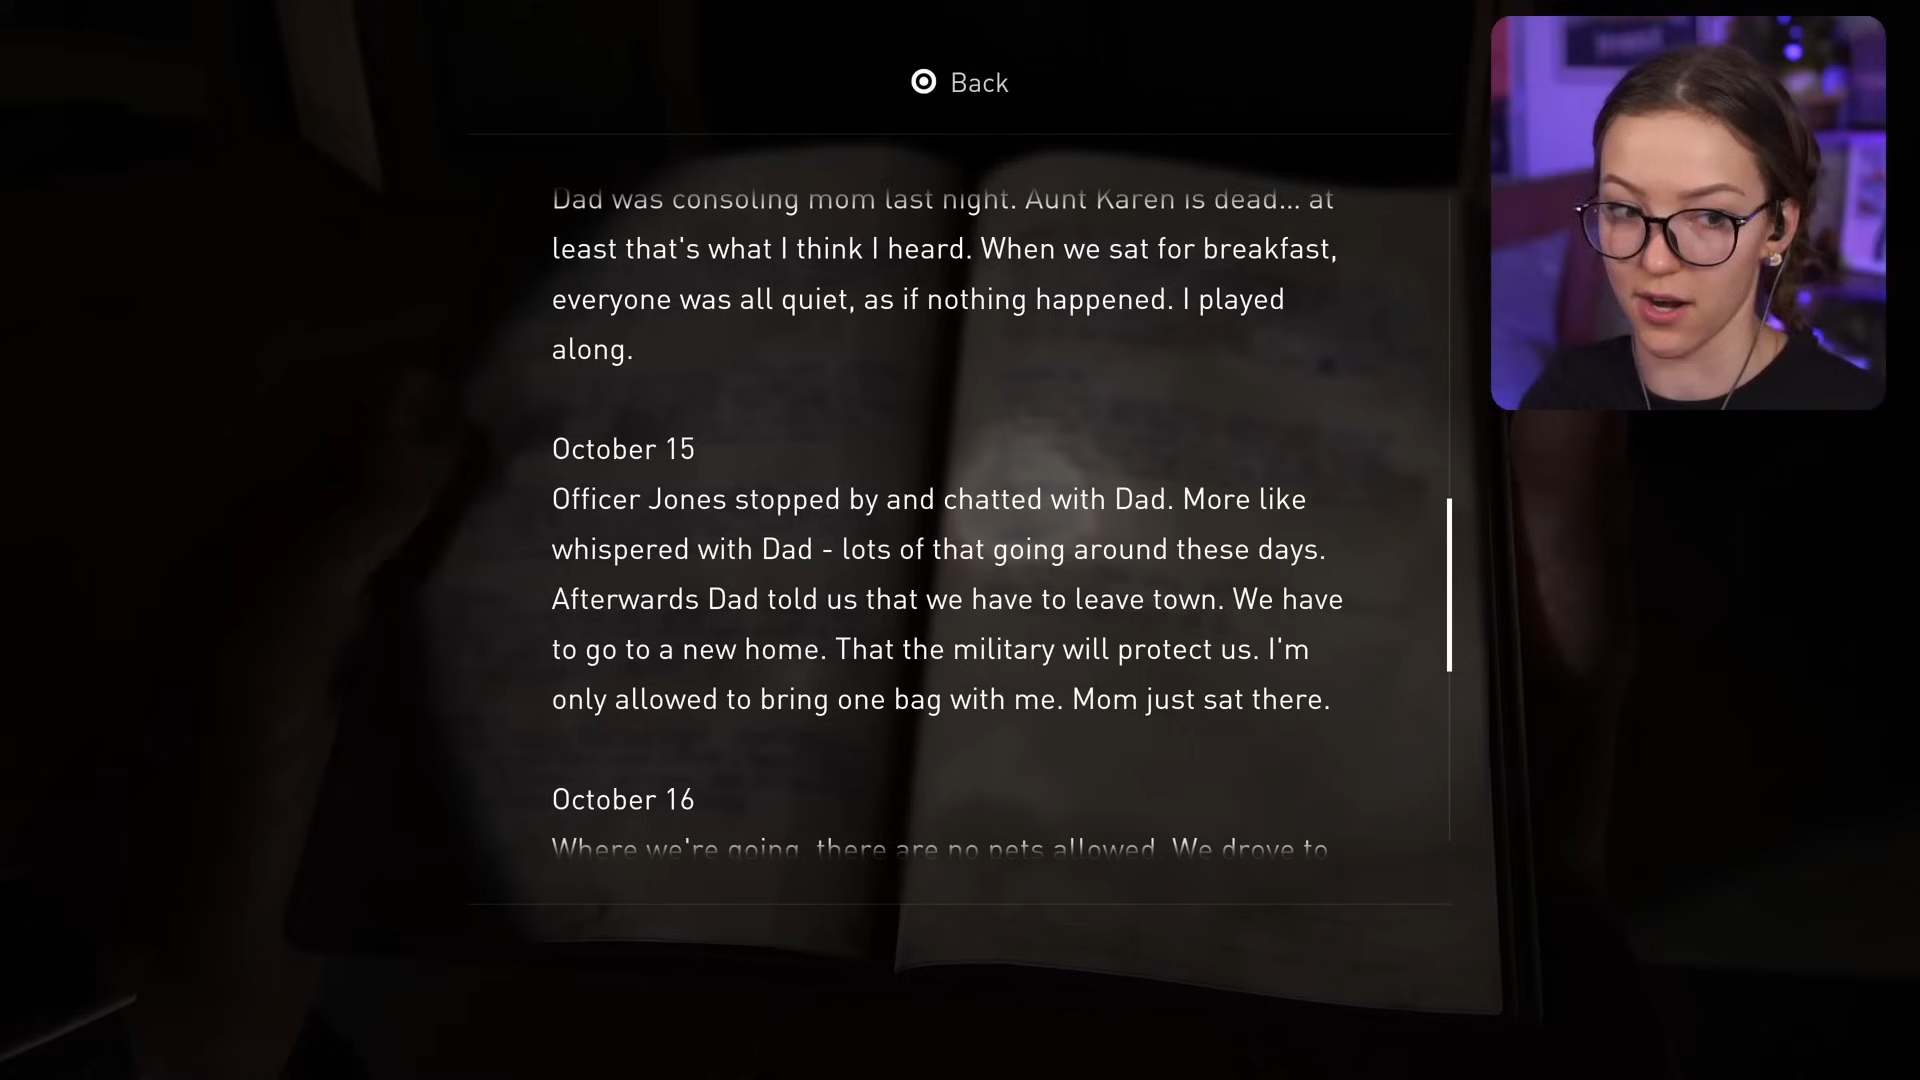 Back
Dad was consoling mom last night. Aunt Karen is dead... at
least that's what I think I heard. When we sat for breakfast,
everyone was all quiet, as if nothing happened. I played
along.
October 15
Officer Jones stopped by and chatted with Dad. More like
whispered with Dad - lots of that going around these days.
Afterwards Dad told us that we have to leave town. We have
to go to a new home. That the military will protect us. I'm
only allowed to bring one bag with me. Mom just sat there.
October 16
Where we're going, there are no pets allowed. We drove to